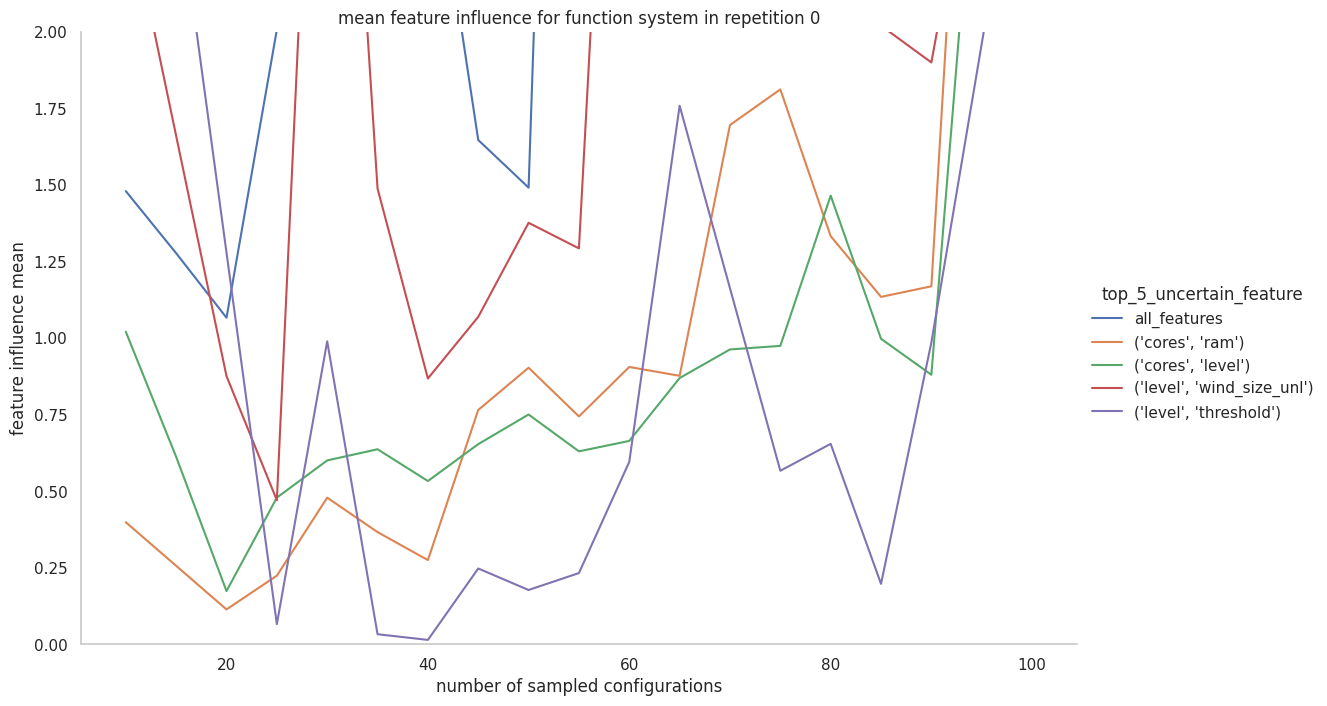 mean feature influence for function system in repetition 0
2.00
1.75
1.50
1.25
1.00
0.75
0.50
0.25
0.00
feature influence mean
20
40
60
80
100
number of sampled configurations
top_5_uncertain_feature
all_features
('cores', 'ram')
('cores', 'level')
('level', 'wind_size_unl')
('level', 'threshold')